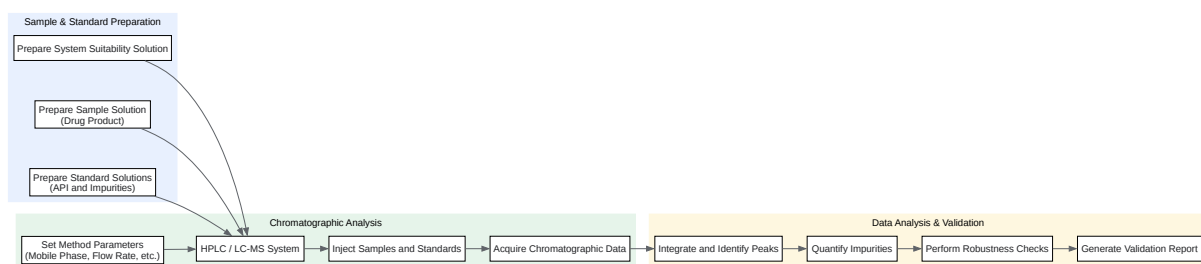 Sample & Standard Preparation
Prepare System Suitability Solution
Prepare Sample Solution
(Drug Product)
Prepare Standard Solutions
(API and Impurities)
Chromatographic Analysis
Set Method Parameters
(Mobile Phase, Flow Rate, etc.)
HPLC / LC-MS System
Inject Samples and Standards
Acquire Chromatographic Data
Data Analysis & Validation
Integrate and Identify Peaks
Quantify Impurities
Perform Robustness Checks
Generate Validation Report